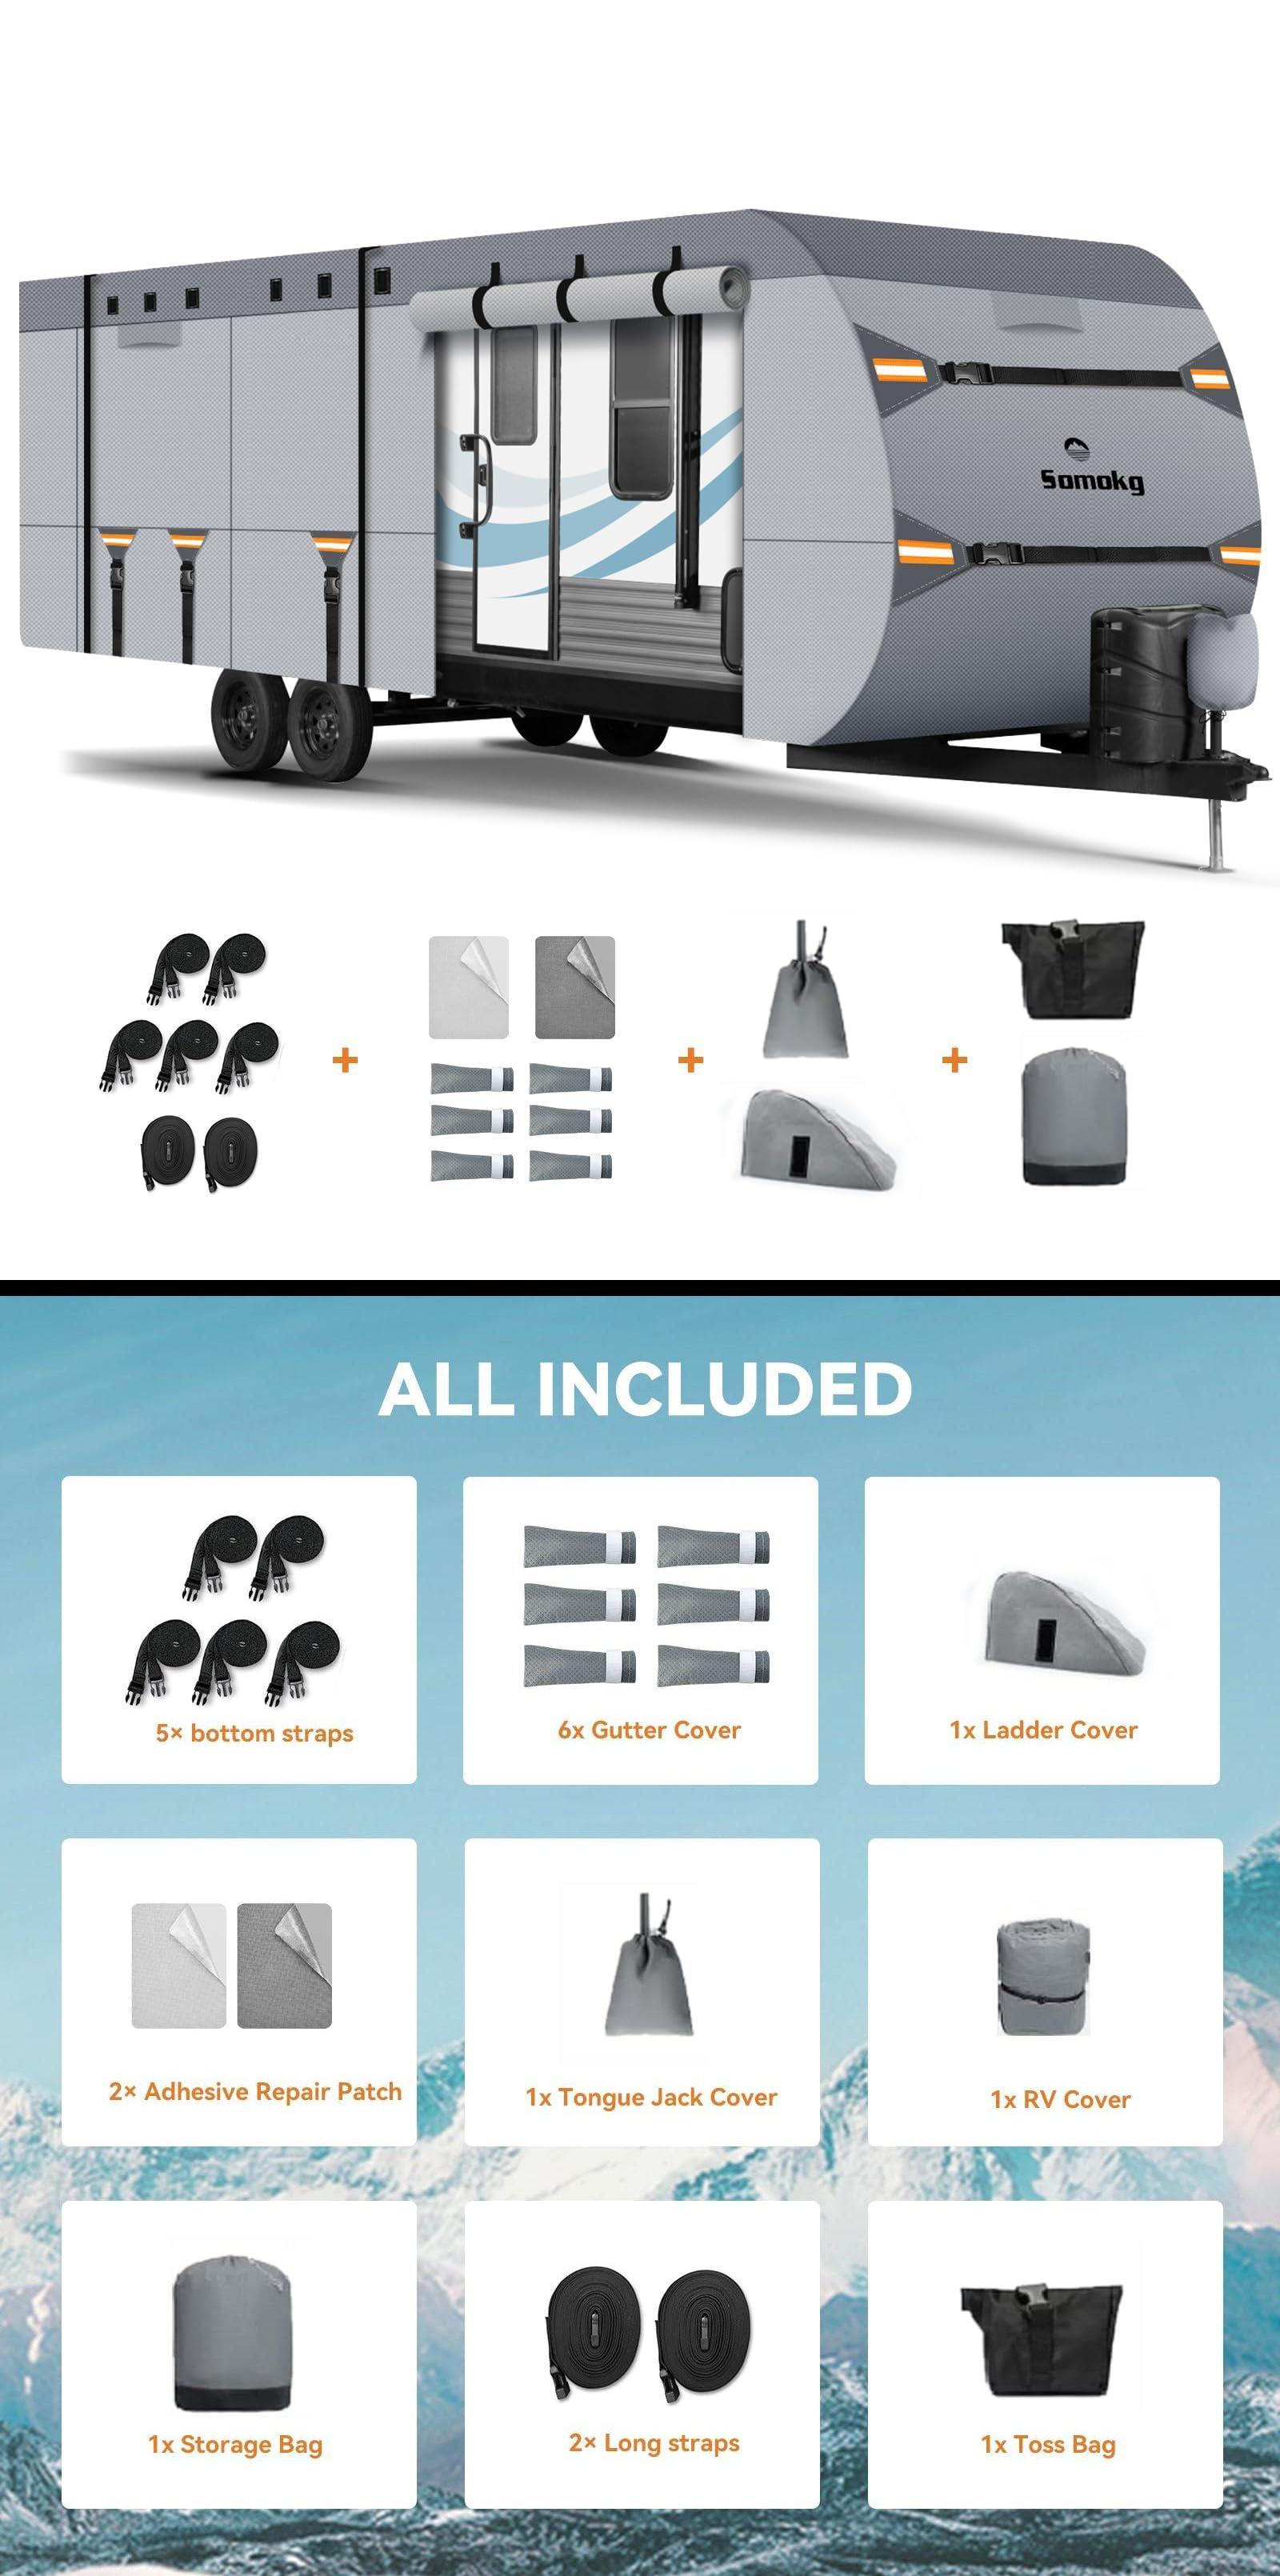 Somokg
ALL INCLUDED
5× bottom straps
6x Gutter Cover
1x Ladder Cover
2× Adhesive Repair Patch
1x Tongue Jack Cover
1x RV Cover
1x Storage Bag
2× Long straps
1x Toss Bag